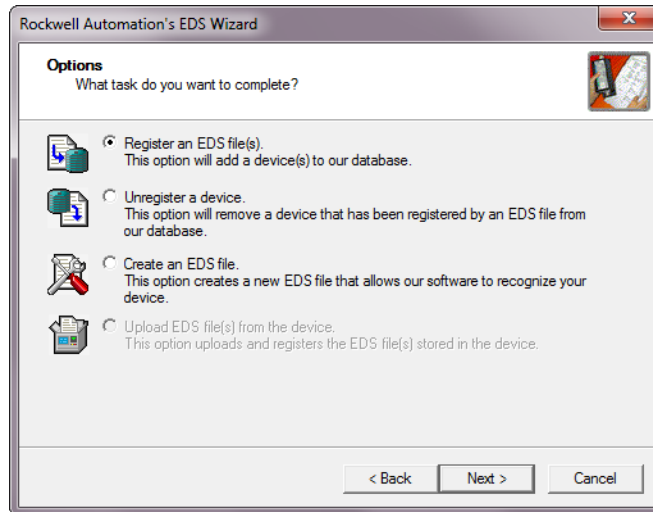 Rockwell Automation's EDS Wizard
Options
What task do you want to complete?
Register an EDS file(s).
This option will add a device(s) to our database.
Unregister a device.
This option will remove a device that has been registered by an EDS file from
our database.
Create an EDS file.
This option creates a new EDS file that allows our software to recognize your
device.
Upload EDS file(s) from the device.
This option uploads and registers the EDS file(s) stored in the device.
< Back Next > Cancel